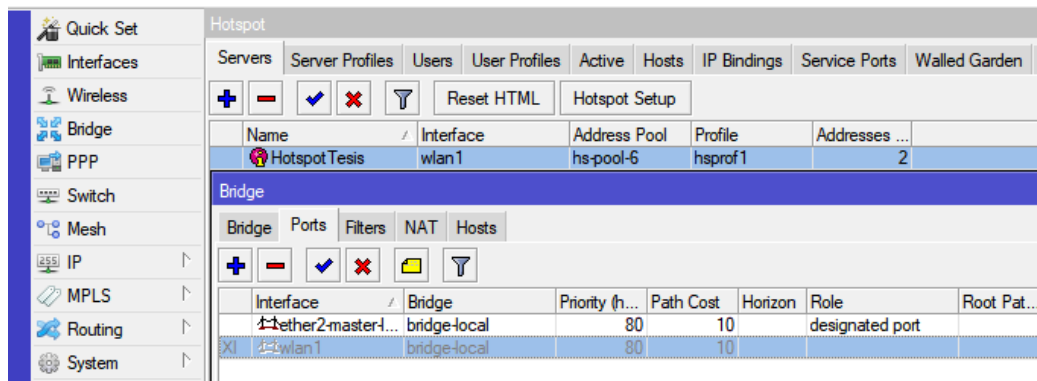 Quick Set
Interfaces
Wireless
Bridge
PPP
Switch
Mesh
IP
MPLS
Routing
System
Hotspot
Servers Server Profiles Users User Profiles Active Hosts IP Bindings Service Ports Walled Garden
Reset HTML Hotspot Setup
Name Interface Address Pool Profile Addresses ...
HotspotTesis wlan1 hs-pool-6 hsprof1 2
Bridge
Bridge Ports Filters NAT Hosts
Interface Bridge Priority (h... Path Cost Horizon Role Root Pat...
ether2-master-l... bridge-local 80 10 designated port
XI wlan1 bridge-local 80 10